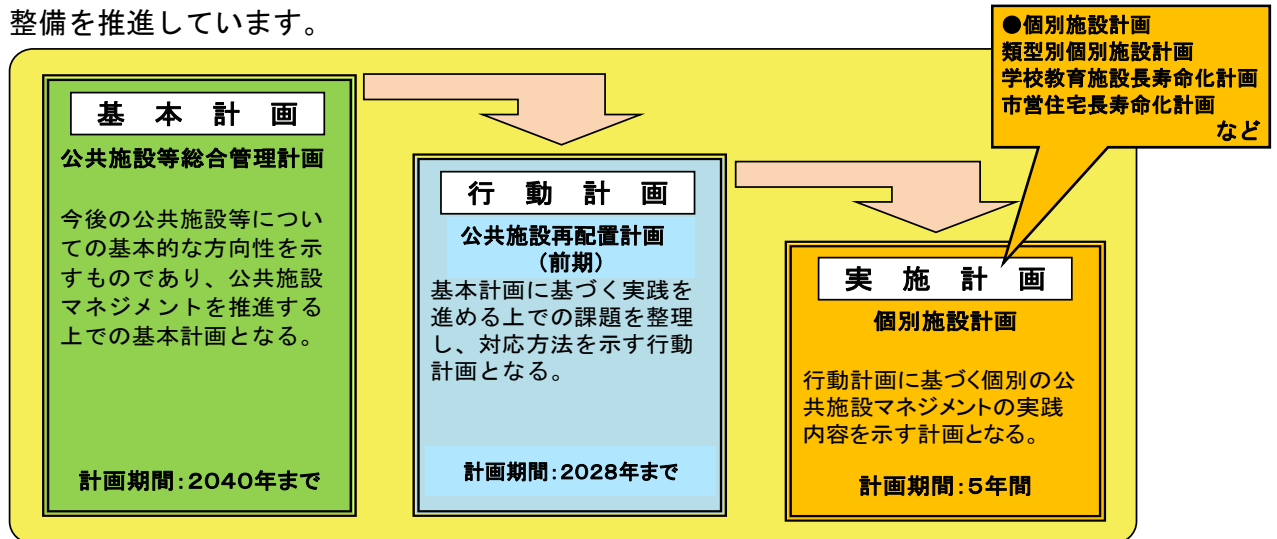 整備を推進しています。
●個別施設計画
類型別個別施設計画
学校教育施設長寿命化計画
市営住宅長寿命化計画
など
基本計画
公共施設等総合管理計画
今後の公共施設等につい
ての基本的な方向性を示
すものであり、公共施設
マネジメントを推進する
上での基本計画となる。
計画期間：2040年まで
行動計画
公共施設再配置計画
（前期）
基本計画に基づく実践を
進める上での課題を整理
し、対応方法を示す行動
計画となる。
計画期間：2028年まで
実施計画
個別施設計画
行動計画に基づく個別の公
共施設マネジメントの実践
内容を示す計画となる。
計画期間：5年間